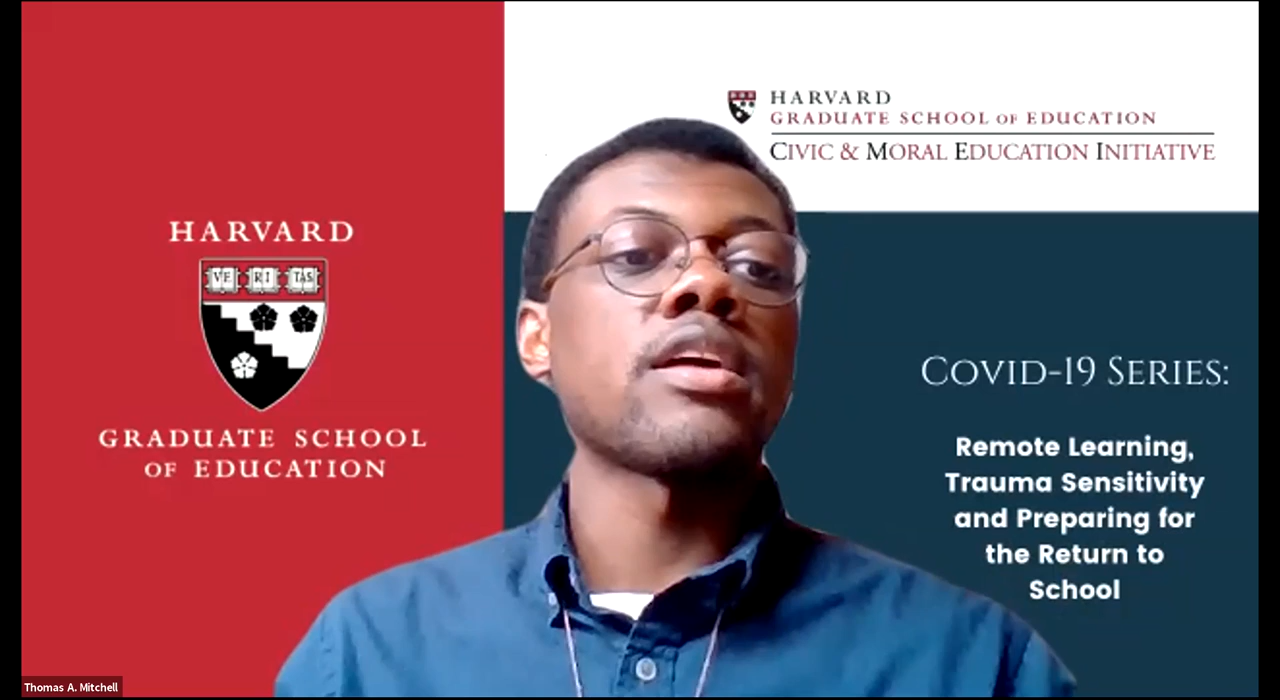 HARVARD
VE RI TAS
GRADUATE SCHOOL
OF EDUCATION
HARVARD
GRADUATE SCHOOL OF EDUCATION
CIVIC & MORAL EDUCATION INITIATIVE
COVID-19 SERIES:
Remote Learning,
Trauma Sensitivity
and Preparing for
the Return to
School
Thomas A. Mitchell